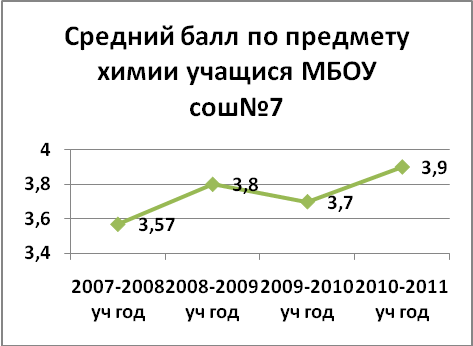 Средний балл по предмету
химии учащися МБОУ
сош№7
4
3,8
3,6
3,4
3,57
3,8
3,7
3,9
2007-2008 2008-2009 2009-2010 2010-2011
уч год уч год уч год уч год